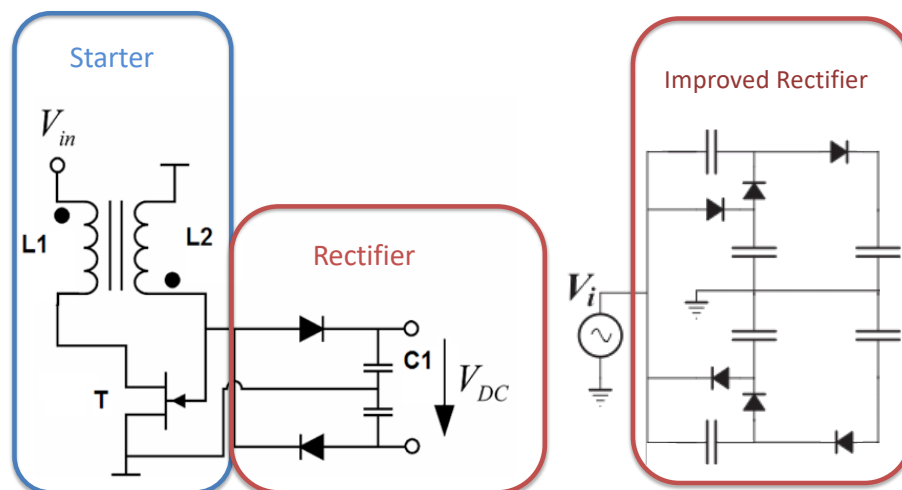 Starter
Improved Rectifier
V_in
L1
L2
Rectifier
V_i
C1
V_DC
T